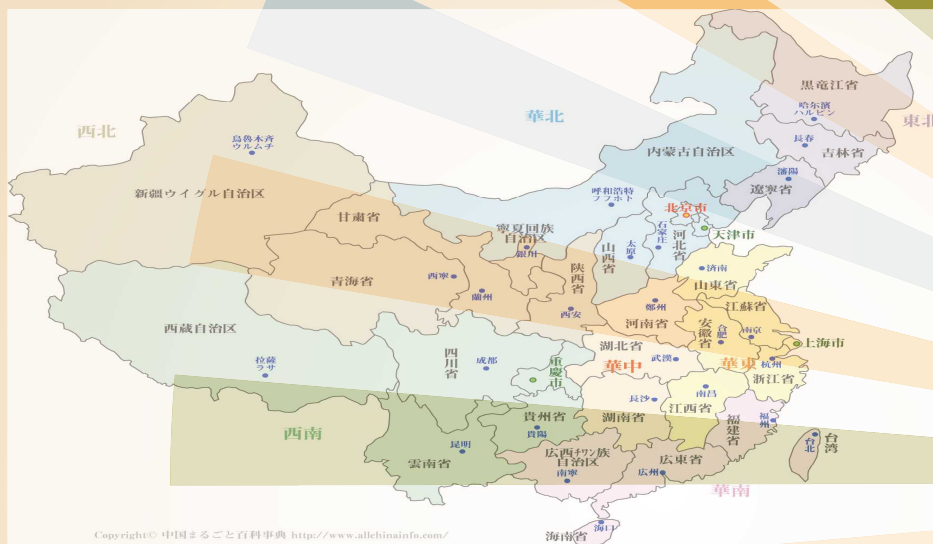 黒竜江省
哈尔濱
ハルビン
東北
華北
西北
烏魯木斉
ウルムチ
長春
吉林省
内蒙古自治区
瀋陽
遼寧省
新疆ウイグル自治区
呼和浩特
フフホト
北京市
甘粛省
寧夏回族
自治区
銀川
山西省
太原
石家庄
河北省
天津市
青海省
西寧
蘭州
陝西省
西安
済南
山東省
鄭州
河南省
江蘇省
安徽省
合肥
南京
上海市
西蔵自治区
拉薩
ラサ
四川省
成都
重慶市
湖北省
武漢
華中
華東
杭州
浙江省
長沙
南昌
江西省
西南
貴州省
貴陽
湖南省
福建省
福州
台北
台湾
昆明
雲南省
広西チワン族
自治区
南寧
広東省
広州
華南
海口
海南省
Copyright© 中国まるごと百科事典 http://www.allchinainfo.com/